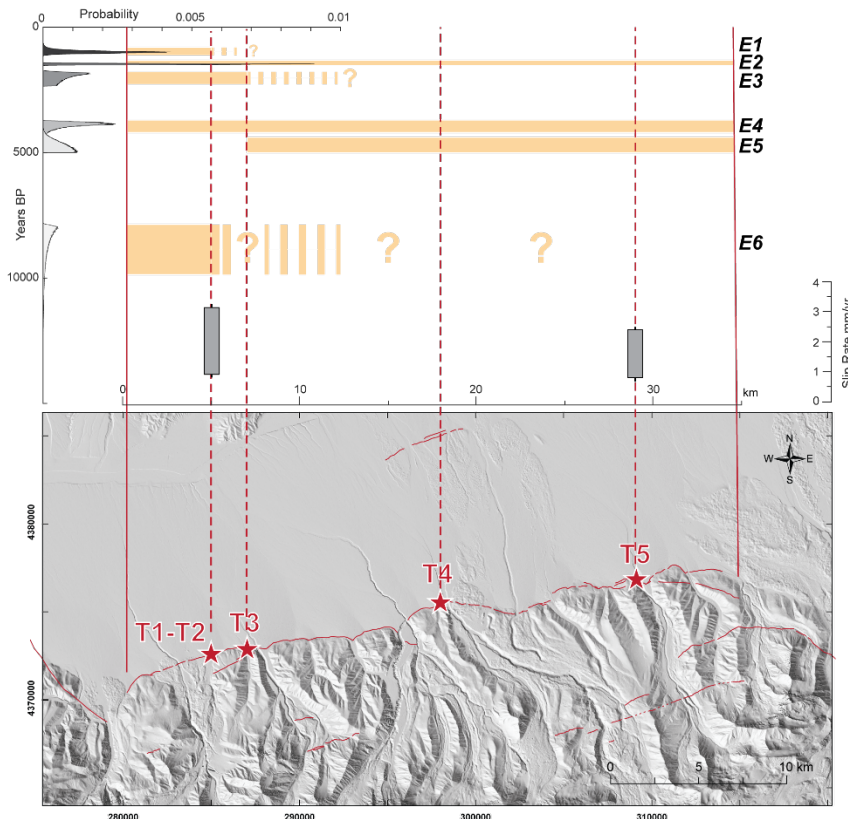 Probability
0 0.005 0.01
0
5000
10000
Years BP
E1
E2
E3
E4
E5
E6
?
?
?
?
?
4
3
2
1
0
Slip Rate mm/yr
0 10 20 30 km
N
W E
S
4380000
4370000
T1-T2
T3
T4
T5
0 5 10 km
280000 290000 300000 310000